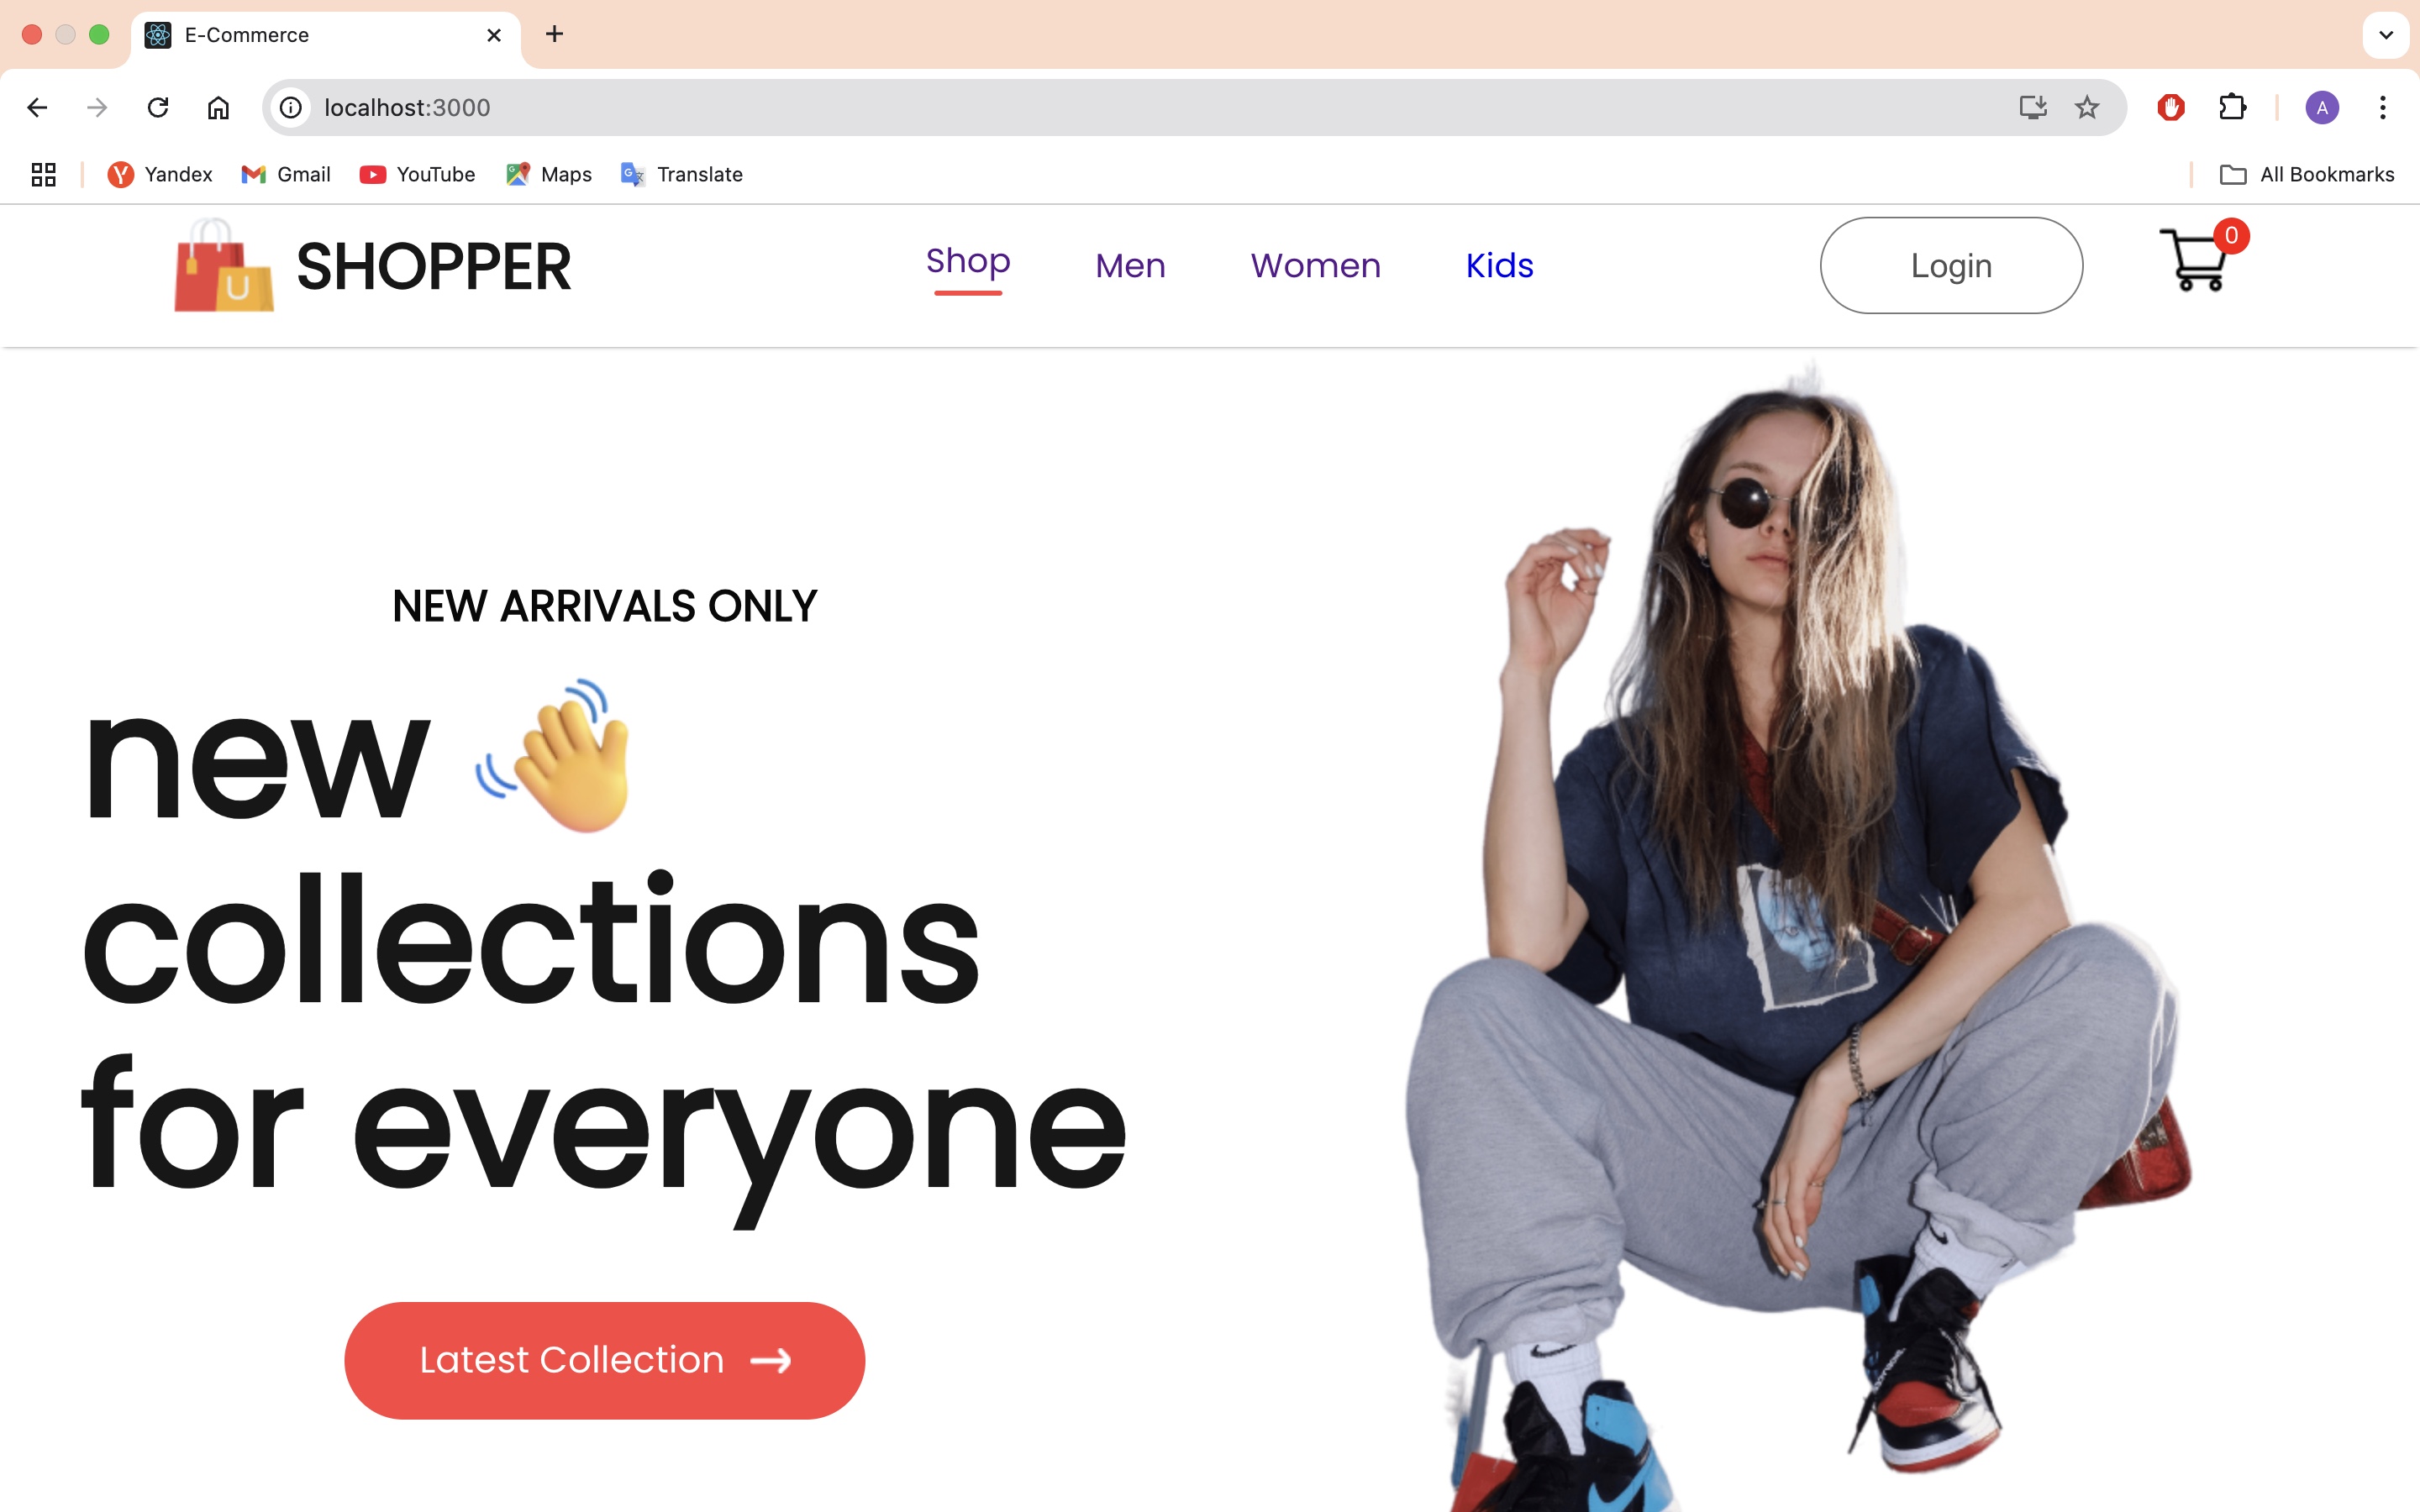 E-Commerce
localhost:3000
A
Yandex
Gmail
YouTube
Maps
Translate
All Bookmarks
U
SHOPPER
Shop
Men
Women
Kids
Login
0
NEW ARRIVALS ONLY
new
collections
for everyone
Latest Collection →